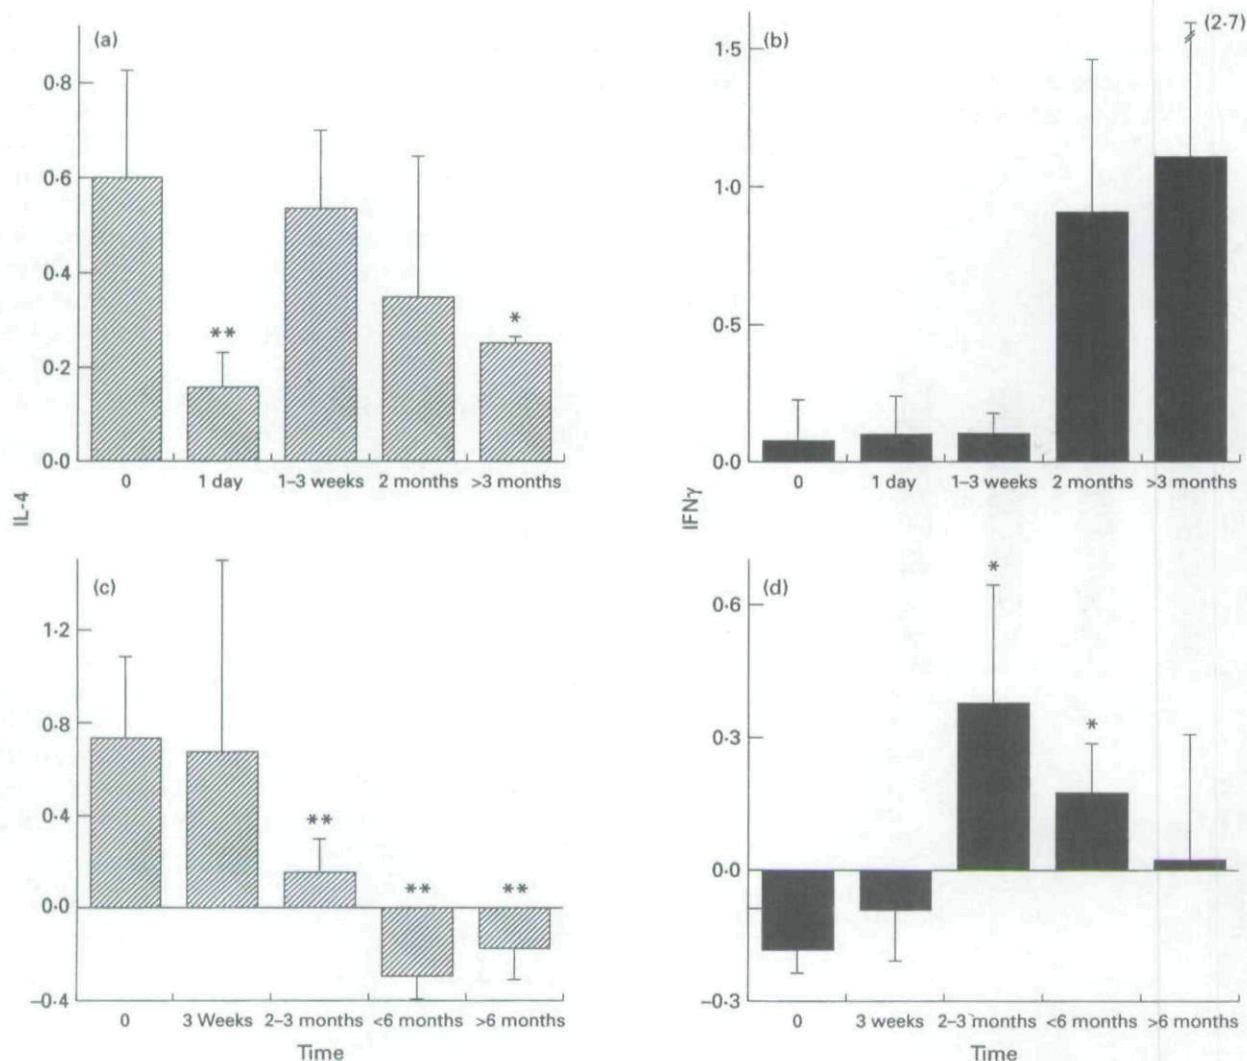 (a)
0·8
0·6
0·4
0·2
0·0
**
*
0 1 day 1–3 weeks 2 months >3 months
(b)
(2·7)
1·5
1·0
0·5
0·0
0 1 day 1–3 weeks 2 months >3 months
IL-4
IFNγ
(c)
1·2
0·8
0·4
0·0
–0·4
**
**
**
0 3 Weeks 2–3 months <6 months >6 months
Time
(d)
0·6
0·3
0·0
–0·3
*
*
0 3 weeks 2–3 months <6 months >6 months
Time